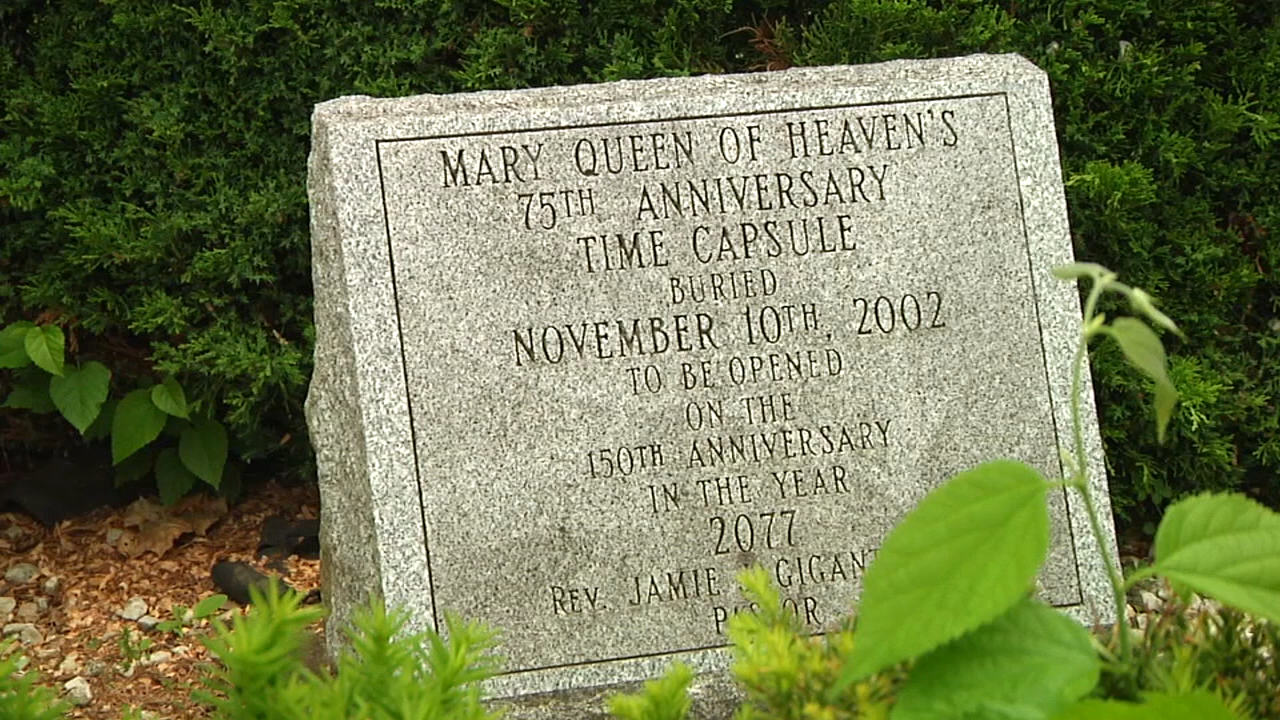 MARY QUEEN OF HEAVEN'S
75TH ANNIVERSARY
TIME CAPSULE
BURIED
NOVEMBER 10TH, 2002
TO BE OPENED
ON THE
150TH ANNIVERSARY
IN THE YEAR
2077
REV. JAMIE
PASTOR